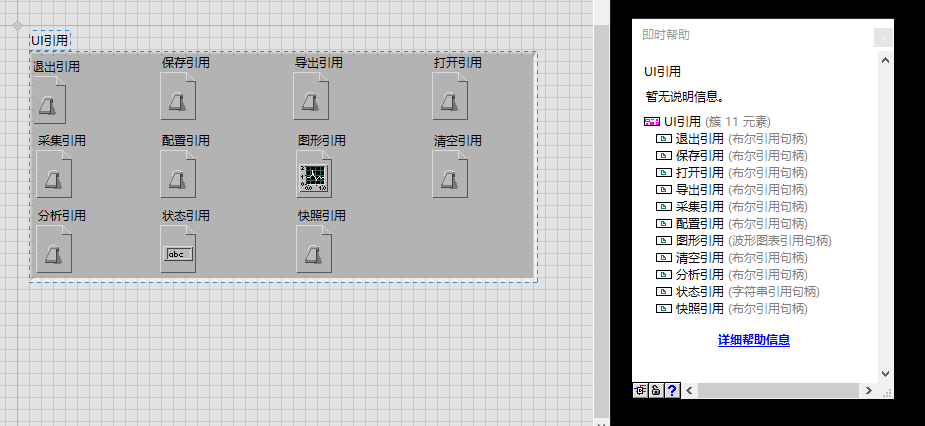 UI引用
退出引用 保存引用 导出引用 打开引用
采集引用 配置引用 图形引用 清空引用
分析引用 状态引用 快照引用
abc
即时帮助
UI引用
暂无说明信息。
UI引用 (簇 11 元素)
退出引用 (布尔引用句柄)
保存引用 (布尔引用句柄)
打开引用 (布尔引用句柄)
导出引用 (布尔引用句柄)
采集引用 (布尔引用句柄)
配置引用 (布尔引用句柄)
图形引用 (波形图表引用句柄)
清空引用 (布尔引用句柄)
分析引用 (布尔引用句柄)
状态引用 (字符串引用句柄)
快照引用 (布尔引用句柄)
详细帮助信息
?